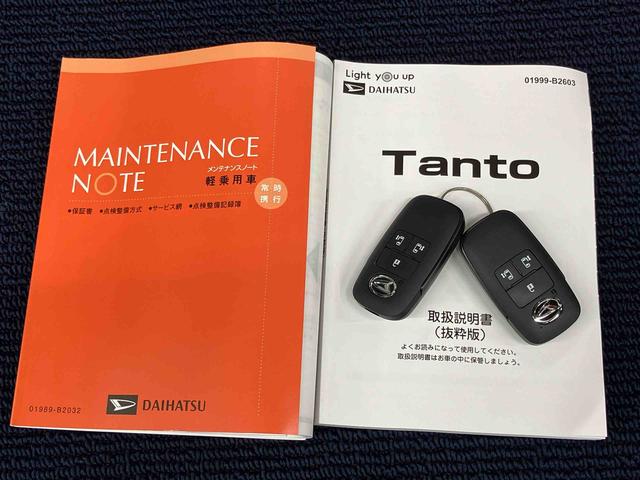 MAINTENANCE
NOTE
メンテナンスノート
軽乗用車
常時
携行
●保証書 ●点検整備方式 ●サービス網 ●点検整備記録簿
01989-B2032
DAIHATSU
Light you up
DAIHATSU
01999-B2603
Tanto
取扱説明書
(抜粋版)
よくお読みになって使用してください。
取扱説明書はお車の中に保管しましょう。